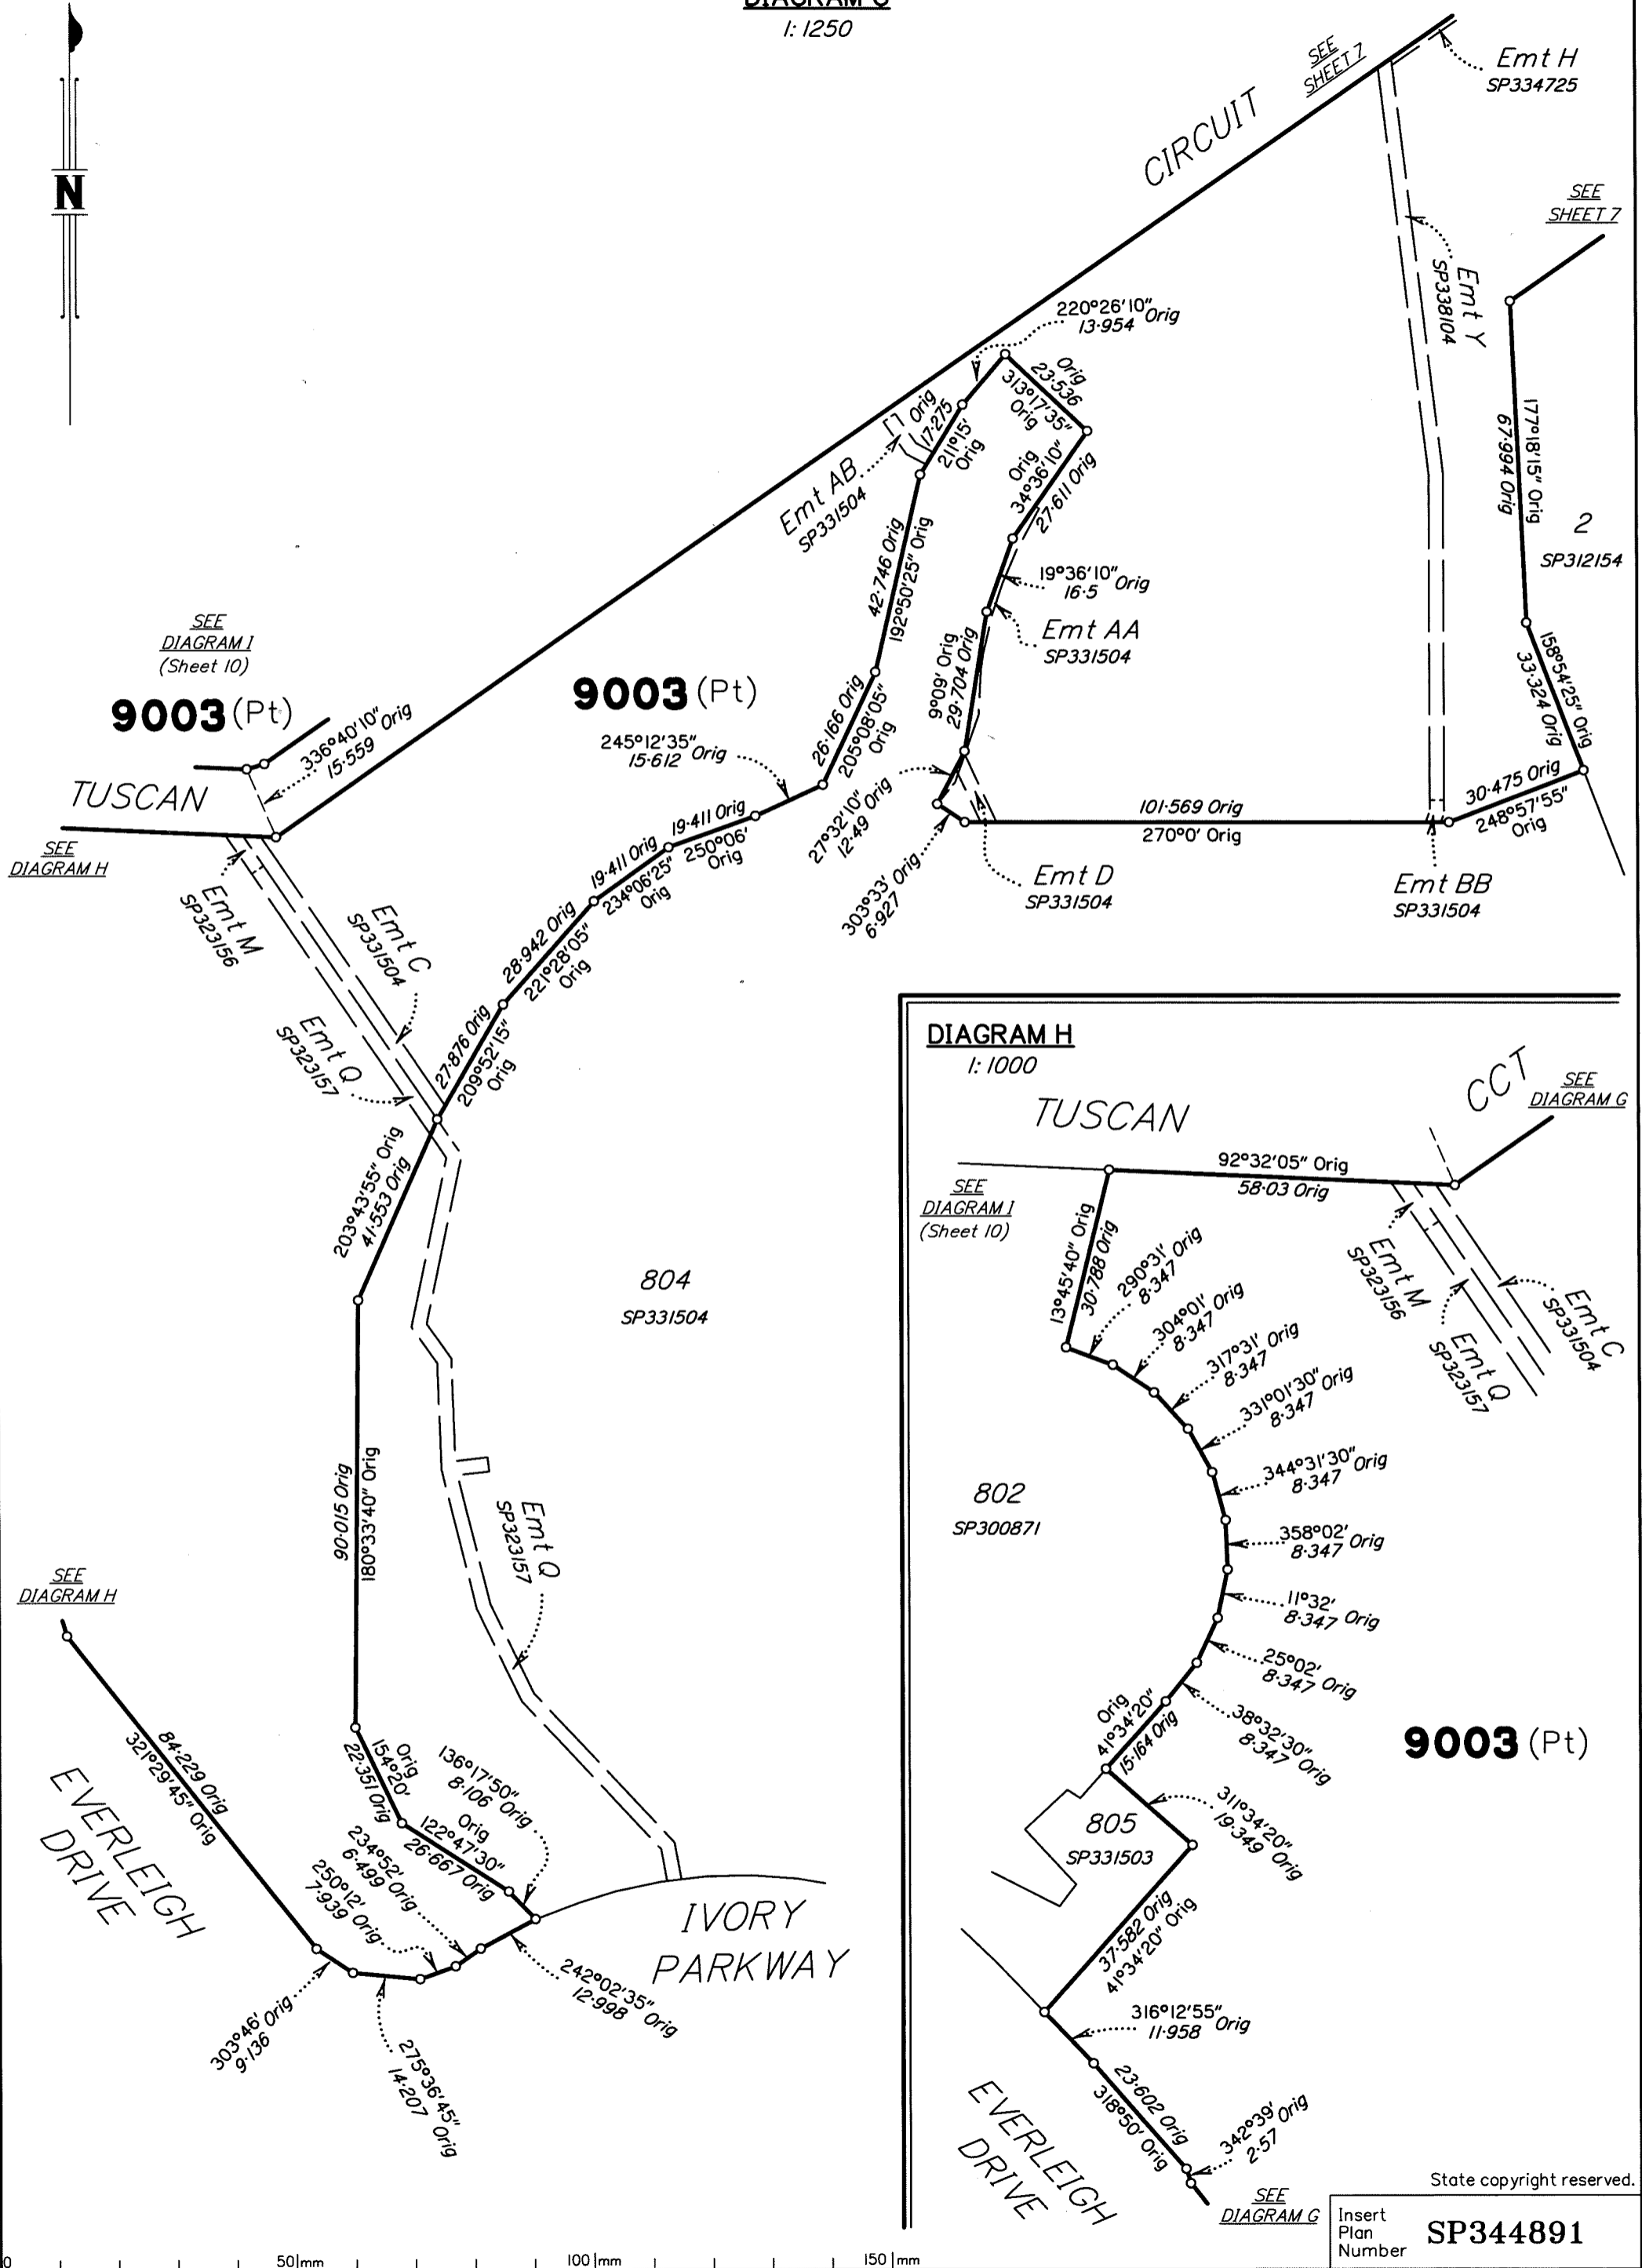 DIAGRAM G
1:1250
N
SEE
SHEET 7
Emt H
SP334725
CIRCUIT
SEE
SHEET 7
Emt Y
SP338104
220°26'10" Orig
13·954
Orig
23·536
313°17'35"
Orig
Orig
17·275
211°15'
Orig
Emt AB
SP331504
Orig
34°36'10"
27·611 Orig
177°18'15" Orig
67·994 Orig
2
SP312154
42·746 Orig
192°50'25" Orig
19°36'10" Orig
16·5
Emt AA
SP331504
9°09' Orig
29·704 Orig
158°54'25" Orig
33·324 Orig
SEE
DIAGRAM I
(Sheet 10)
9003 (Pt)
9003 (Pt)
336°40'10" Orig
15·559
245°12'35" Orig
15·612
26·166 Orig
205°08'05"
Orig
TUSCAN
SEE
DIAGRAM H
19·411 Orig
250°06'
Orig
19·411 Orig
234°06'25"
Orig
27°32'10" Orig
12·49
303°33' Orig
6·927
101·569 Orig
270°0' Orig
30·475 Orig
248°57'55"
Orig
Emt D
SP331504
Emt BB
SP331504
Emt M
SP323156
Emt C
SP331504
28·942 Orig
221°28'05"
Orig
Emt Q
SP323157
27·876 Orig
209°52'15"
Orig
203°43'55" Orig
41·553 Orig
804
SP331504
90·015 Orig
180°33'40" Orig
Emt Q
SP323157
SEE
DIAGRAM H
84·229 Orig
321°29'45" Orig
EVERLEIGH
DRIVE
Orig
154°20'
22·351 Orig
136°17'50"
8·106 Orig
Orig
122°47'30"
26·667 Orig
234°52' Orig
6·499
250°12' Orig
7·939
IVORY
PARKWAY
242°02'35" Orig
12·998
303°46' Orig
9·136
275°36'45" Orig
14·207
DIAGRAM H
1:1000
TUSCAN
CCT
SEE
DIAGRAM G
92°32'05" Orig
58·03 Orig
SEE
DIAGRAM I
(Sheet 10)
13°45'40" Orig
30·788 Orig
Emt M
SP323156
Emt C
SP331504
Emt Q
SP323157
290°31' Orig
8·347
304°01' Orig
8·347
317°31' Orig
8·347
331°01'30" Orig
8·347
344°31'30" Orig
8·347
802
SP300871
358°02' Orig
8·347
11°32' Orig
8·347
25°02' Orig
8·347
38°32'30" Orig
8·347
Orig
41°34'20"
15·164 Orig
9003 (Pt)
311°34'20" Orig
19·349
805
SP331503
37·582 Orig
41°34'20" Orig
316°12'55" Orig
11·958
23·602 Orig
318°50' Orig
342°39' Orig
2·57
EVERLEIGH
DRIVE
SEE
DIAGRAM G
State copyright reserved.
Insert
Plan
Number
SP344891
0 50 mm 100 mm 150 mm